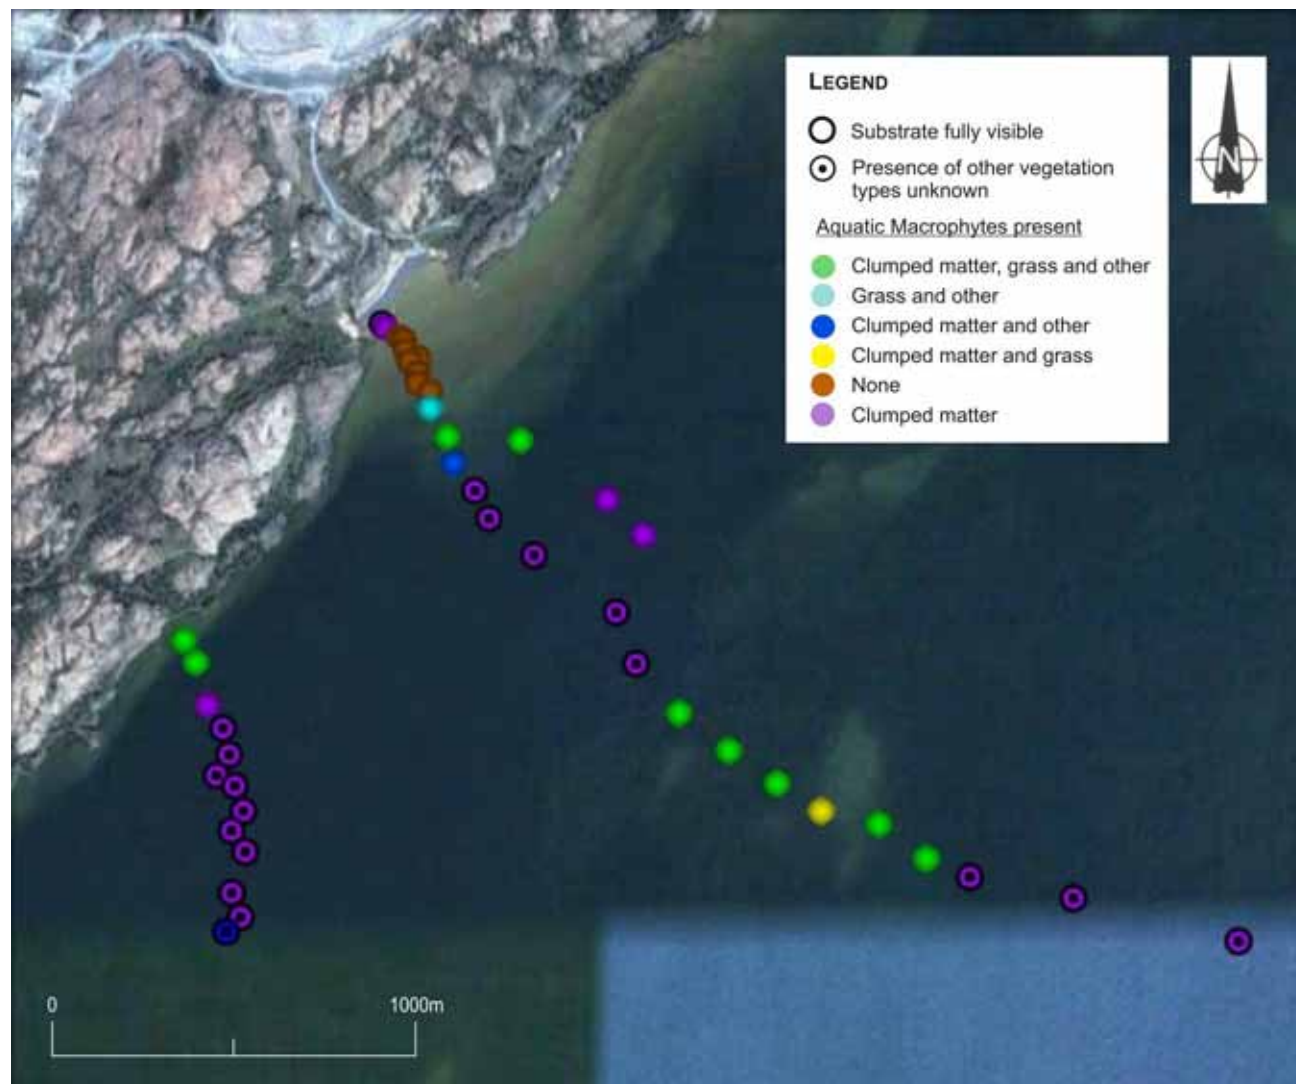 LEGEND
Substrate fully visible
Presence of other vegetation
types unknown
Aquatic Macrophytes present
Clumped matter, grass and other
Grass and other
Clumped matter and other
Clumped matter and grass
None
Clumped matter
N
0 1000m